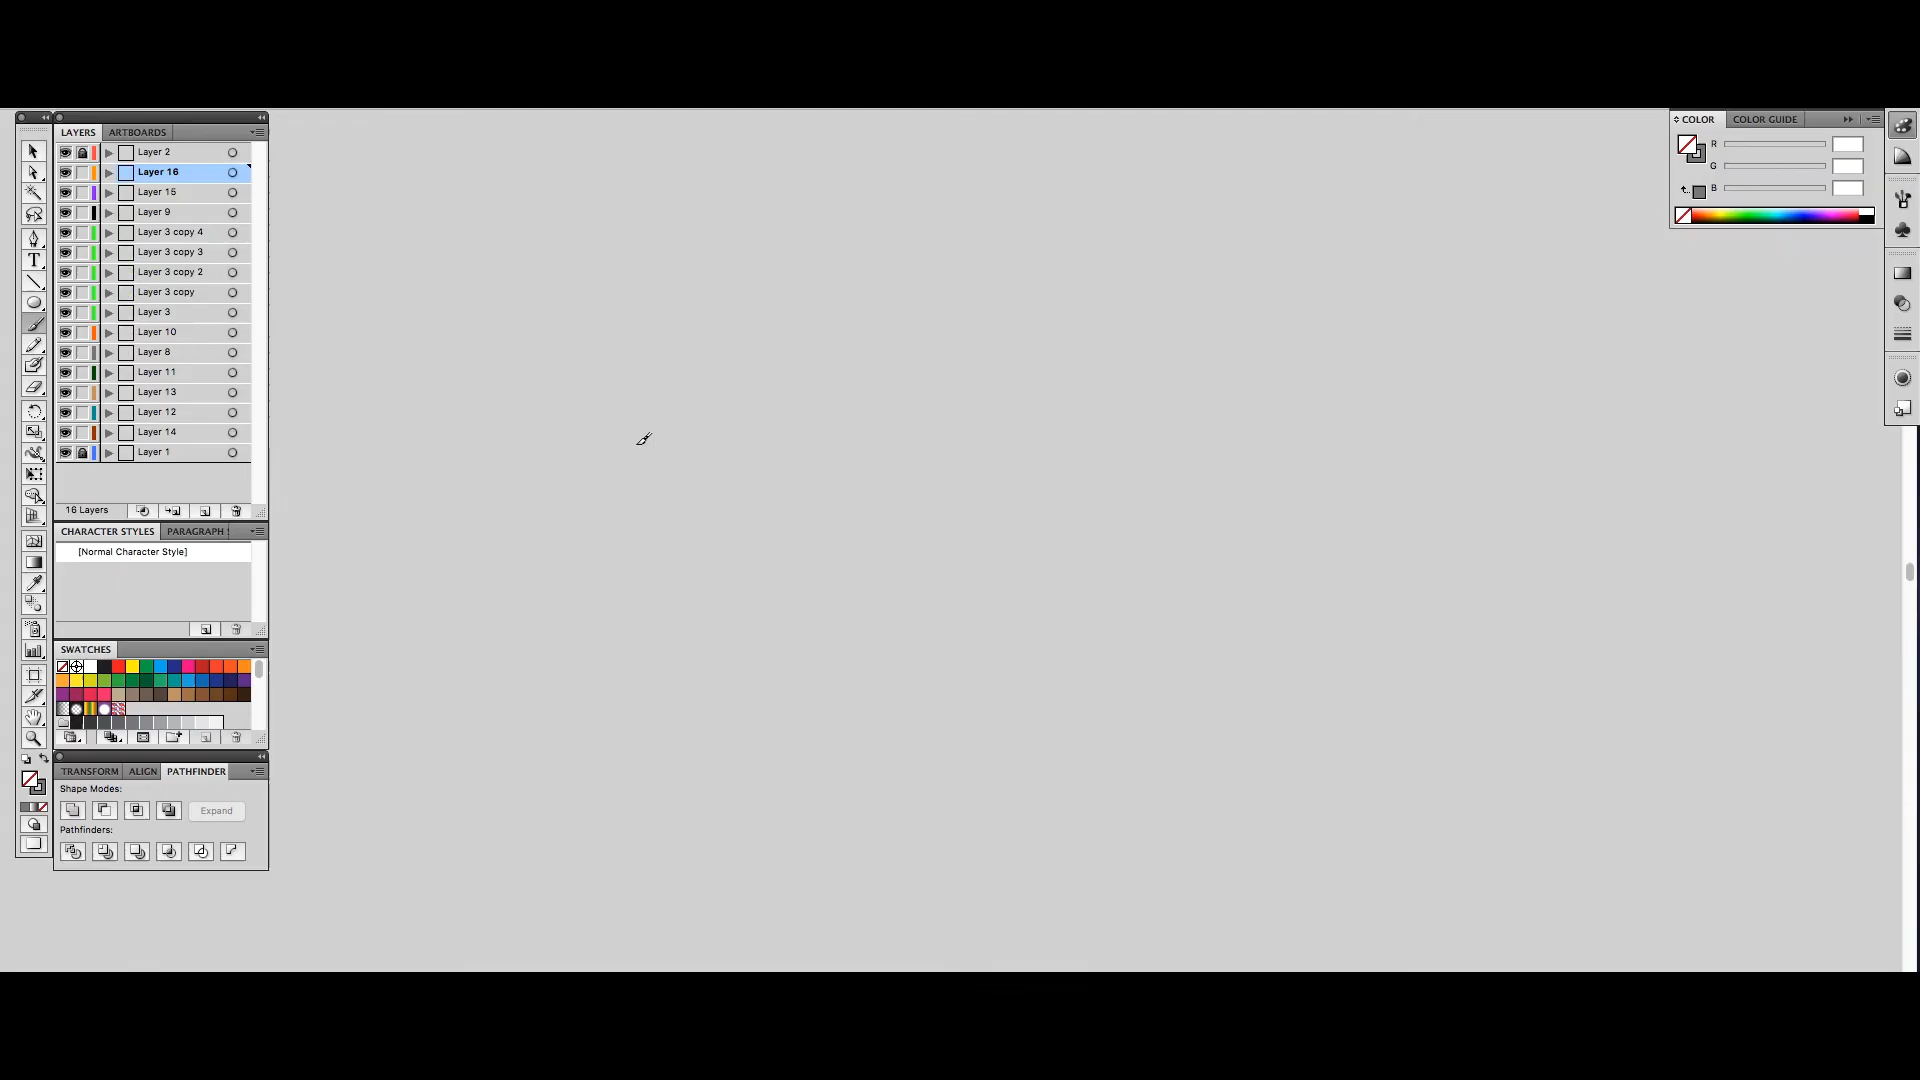 LAYERS ARTBOARDS
Layer 2
Layer 16
Layer 15
Layer 9
Layer 3 copy 4
Layer 3 copy 3
Layer 3 copy 2
Layer 3 copy
Layer 3
Layer 10
Layer 8
Layer 11
Layer 13
Layer 12
Layer 14
Layer 1
16 Layers
CHARACTER STYLES PARAGRAPH
[Normal Character Style]
SWATCHES
TRANSFORM ALIGN PATHFINDER
Shape Modes:
Expand
Pathfinders:
COLOR COLOR GUIDE
R
G
B